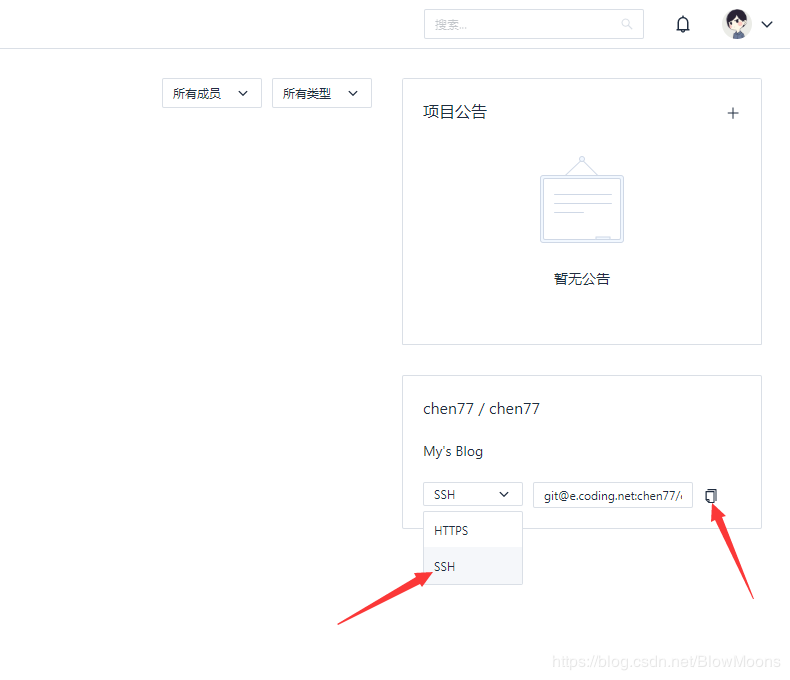 搜索...
所有成员
所有类型
项目公告
暂无公告
chen77 / chen77
My's Blog
SSH
git@e.coding.net:chen77/
HTTPS
SSH
https://blog.csdn.net/BlowMoons